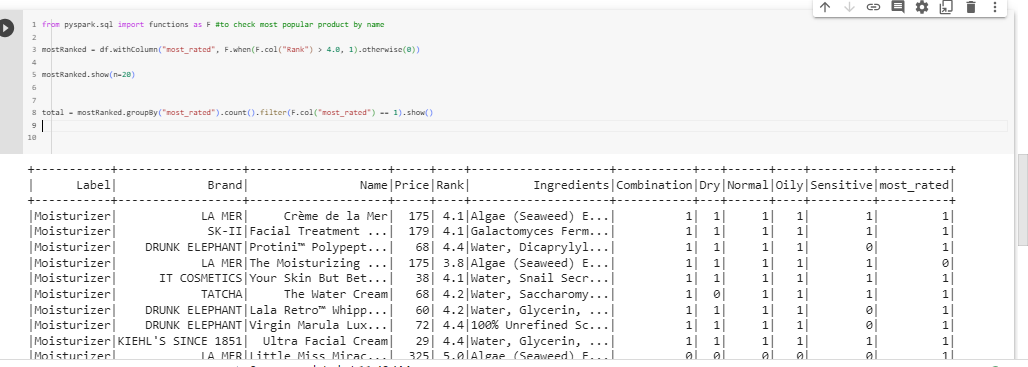 1 from pyspark.sql import functions as F #to check most popular product by name
2
3 mostRanked = df.withColumn("most_rated", F.when(F.col("Rank") > 4.0, 1).otherwise(0))
4
5 mostRanked.show(n=20)
6
7
8 total = mostRanked.groupBy("most_rated").count().filter(F.col("most_rated") == 1).show()
9
10
+----------+--------------------+--------------------+-----+----+--------------------+-----------+---+------+----+---------+----------+
| Label| Brand| Name|Price|Rank| Ingredients|Combination|Dry|Normal|Oily|Sensitive|most_rated|
+----------+--------------------+--------------------+-----+----+--------------------+-----------+---+------+----+---------+----------+
|Moisturizer| LA MER| Crème de la Mer| 175| 4.1|Algae (Seaweed) E...| 1| 1| 1| 1| 1| 1|
|Moisturizer| SK-II|Facial Treatment ...| 179| 4.1|Galactomyces Ferm...| 1| 1| 1| 1| 1| 1|
|Moisturizer| DRUNK ELEPHANT|Protini™ Polypept...| 68| 4.4|Water, Dicaprylyl...| 1| 1| 1| 1| 0| 1|
|Moisturizer| LA MER|The Moisturizing ...| 175| 3.8|Algae (Seaweed) E...| 1| 1| 1| 1| 1| 0|
|Moisturizer| IT COSMETICS|Your Skin But Bet...| 38| 4.1|Water, Snail Secr...| 1| 1| 1| 1| 1| 1|
|Moisturizer| TATCHA| The Water Cream| 68| 4.2|Water, Saccharomy...| 1| 0| 1| 1| 1| 1|
|Moisturizer| DRUNK ELEPHANT|Lala Retro™ Whipp...| 60| 4.2|Water, Glycerin, ...| 1| 1| 1| 1| 0| 1|
|Moisturizer| DRUNK ELEPHANT|Virgin Marula Lux...| 72| 4.4|100% Unrefined Sc...| 1| 1| 1| 1| 0| 1|
|Moisturizer|KIEHL'S SINCE 1851| Ultra Facial Cream| 29| 4.4|Water, Glycerin, ...| 1| 1| 1| 1| 1| 1|
|Moisturizer| LA MER|Little Miss Mirac...| 325| 5.0|Algae (Seaweed) E...| 0| 0| 0| 0| 0| 1|